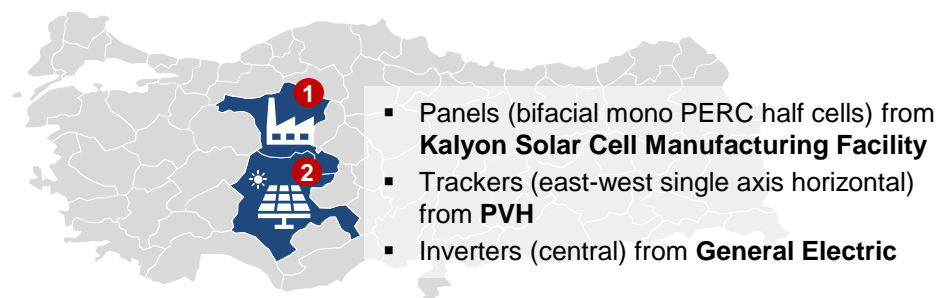 1
2
▪ Panels (bifacial mono PERC half cells) from
Kalyon Solar Cell Manufacturing Facility
▪ Trackers (east-west single axis horizontal)
from PVH
▪ Inverters (central) from General Electric